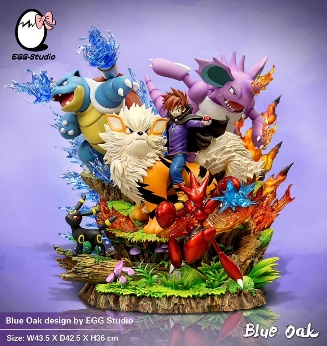 EGG-Studio
Blue Oak design by EGG Studio
Size: W43.5 X D42.5 X H36 cm
Blue Oak